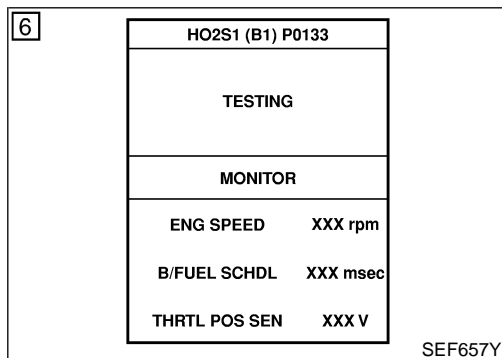 6
HO2S1 (B1) P0133
TESTING
MONITOR
ENG SPEED XXX rpm
B/FUEL SCHDL XXX msec
THRTL POS SEN XXX V
SEF657Y